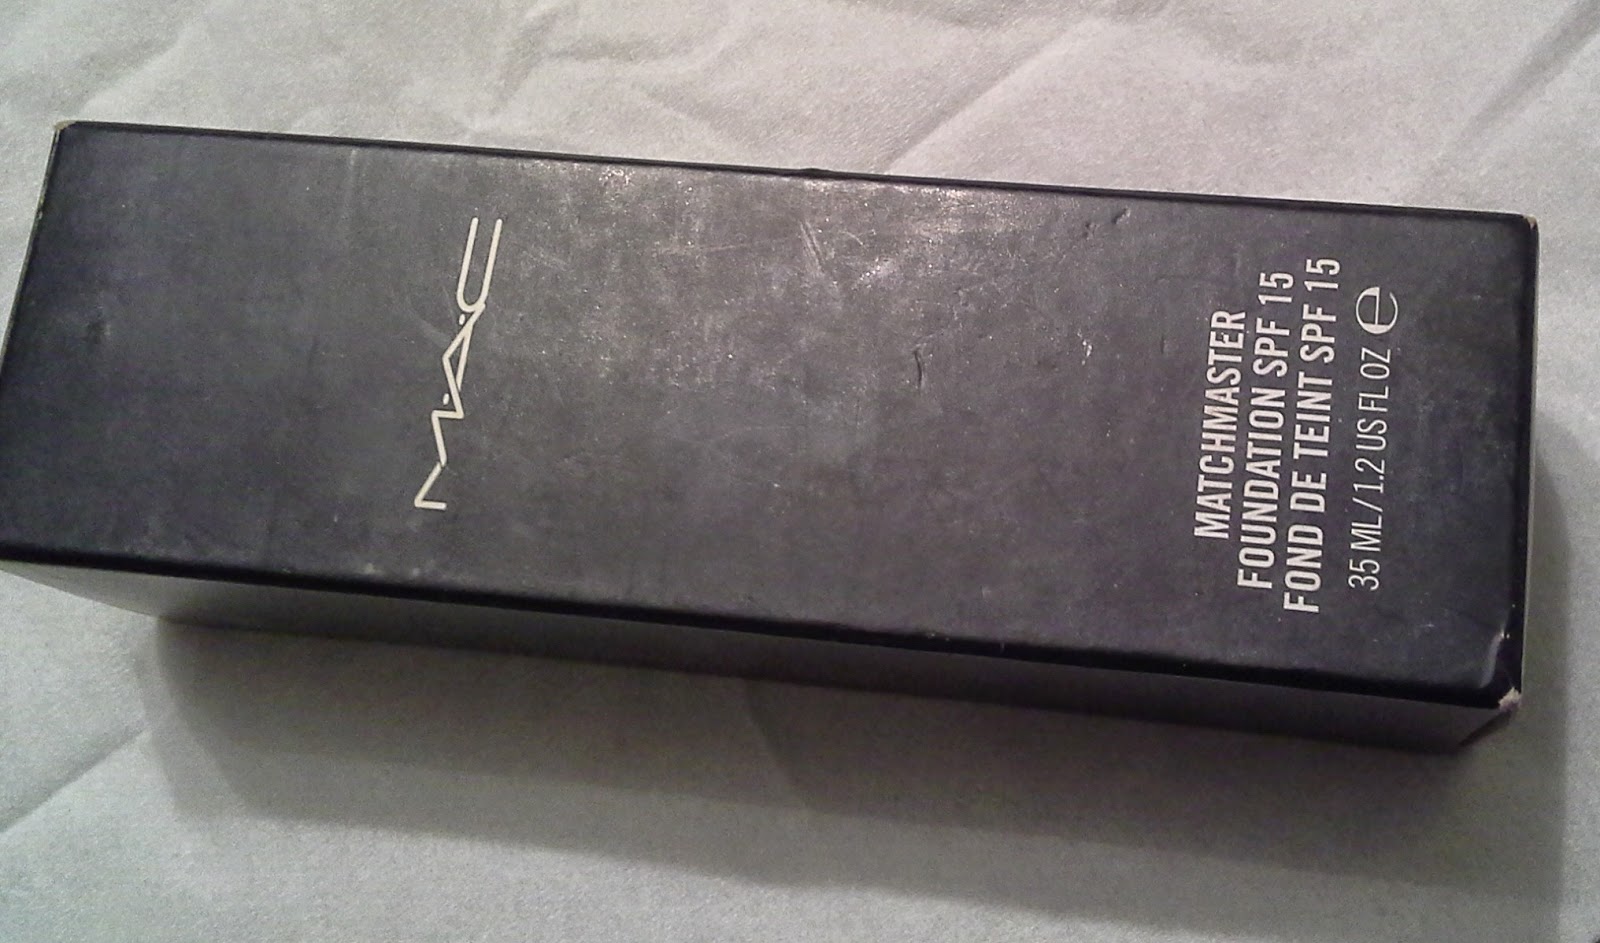 M·A·C
MATCHMASTER
FOUNDATION SPF 15
FOND DE TEINT SPF 15
35 ML / 1.2 US FL OZ ℮